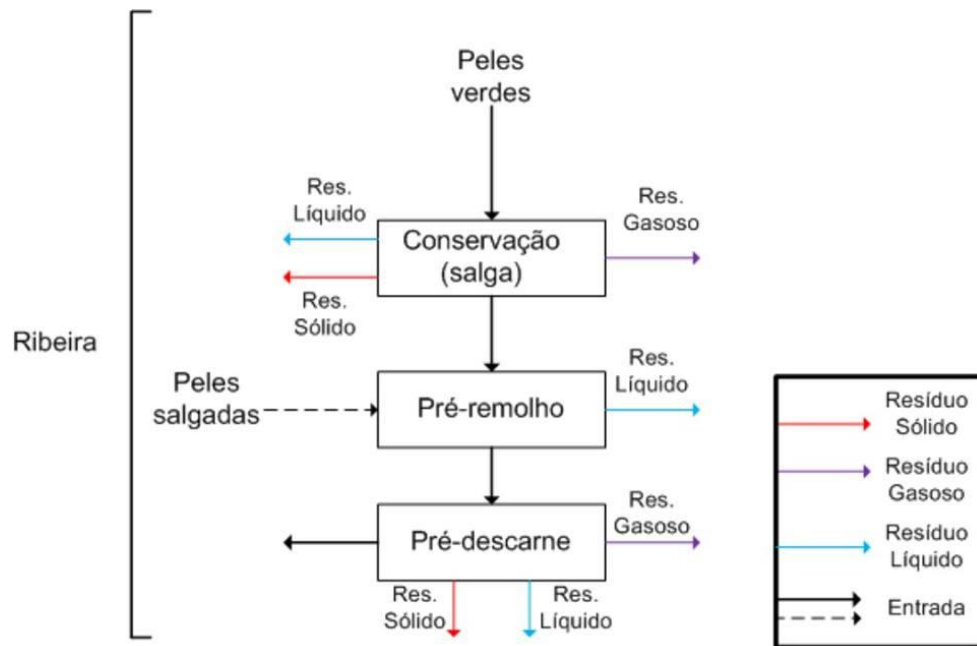 Peles
verdes
Res.
Líquido
Res.
Gasoso
Conservação
(salga)
Res.
Sólido
Ribeira
Peles
salgadas
Pré-remolho
Res.
Líquido
Pré-descarne
Res.
Gasoso
Res.
Sólido
Res.
Líquido
Resíduo
Sólido
Resíduo
Gasoso
Resíduo
Líquido
Entrada